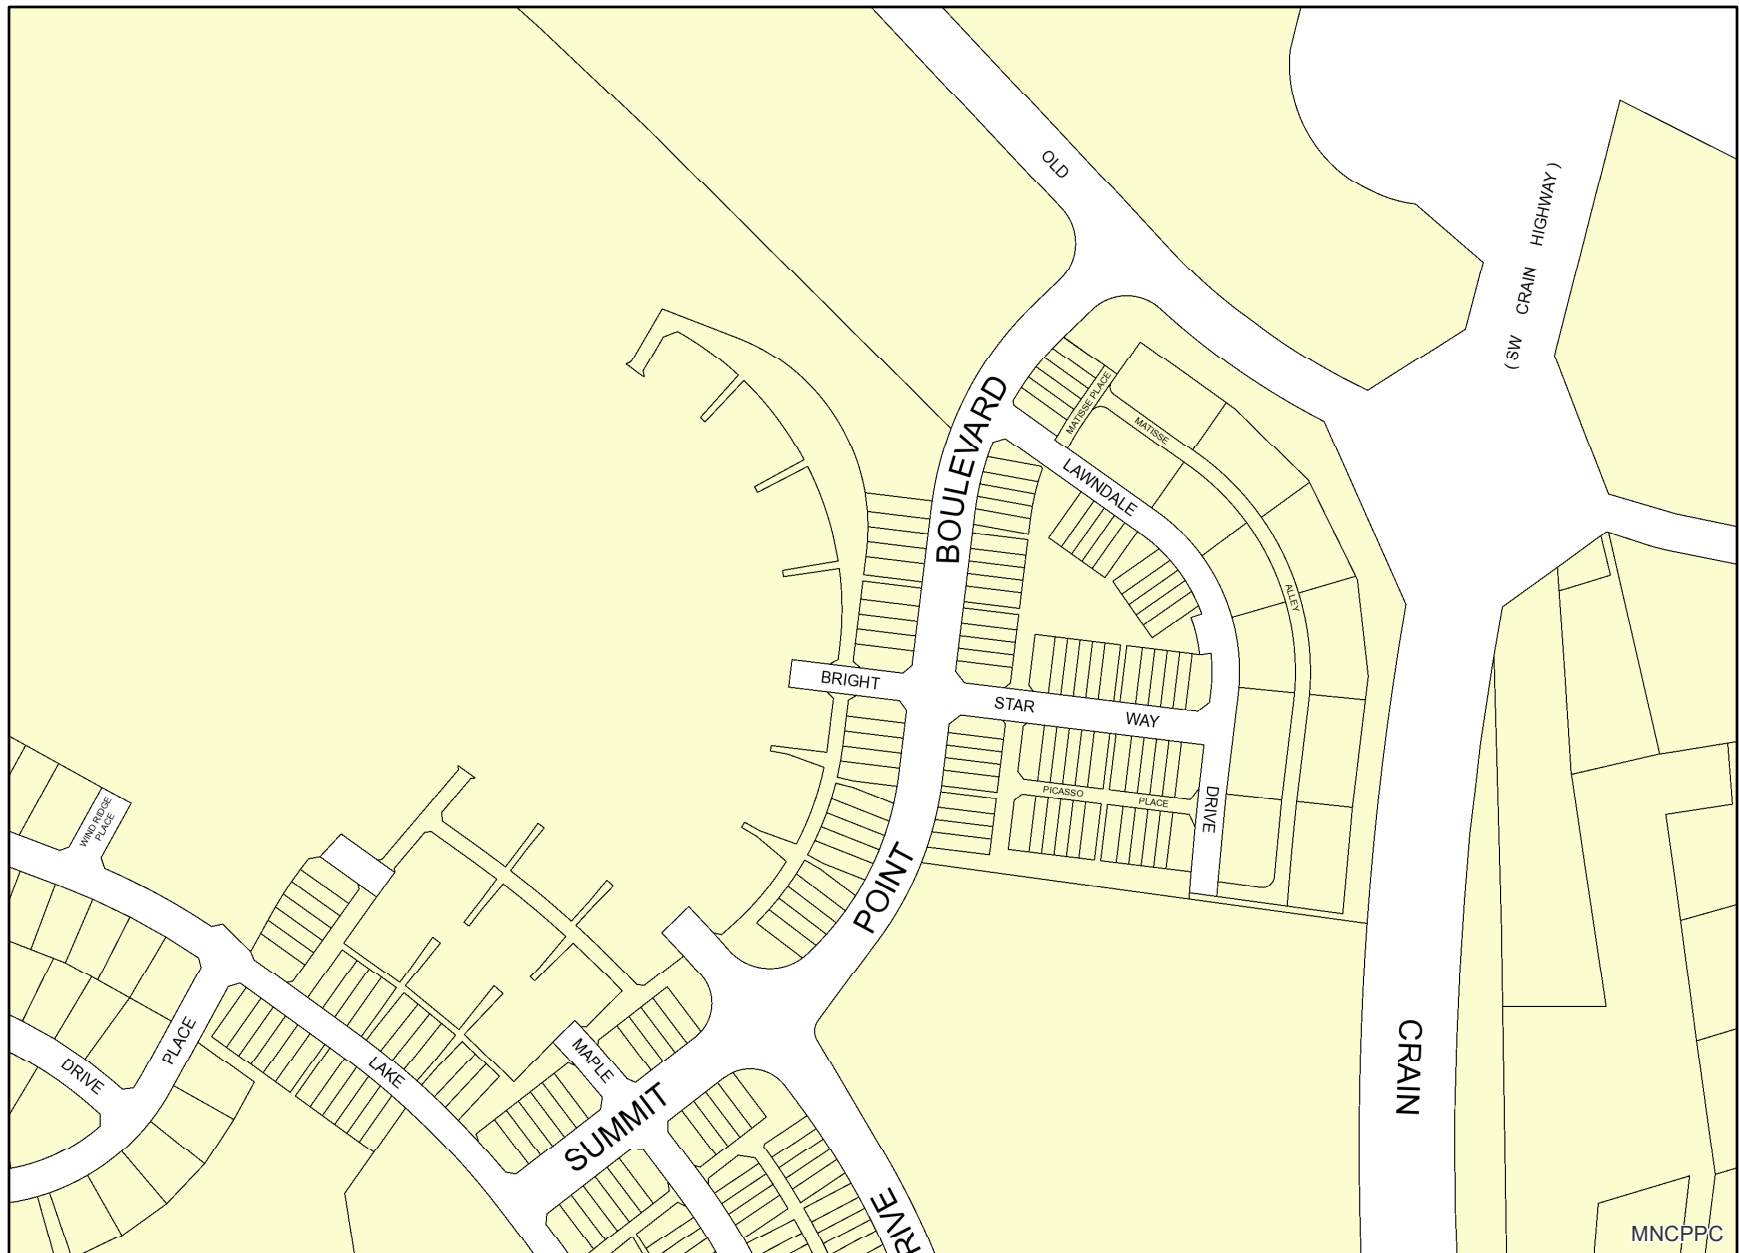 OLD
( SW CRAIN HIGHWAY )
BOULEVARD
MATISSE PLACE
MATISSE
LAWNDALE
ALLEY
BRIGHT
STAR
WAY
PICASSO
PLACE
DRIVE
WIND RIDGE
PLACE
POINT
CRAIN
PLACE
DRIVE
LAKE
MAPLE
SUMMIT
RIVE
MNCPPC